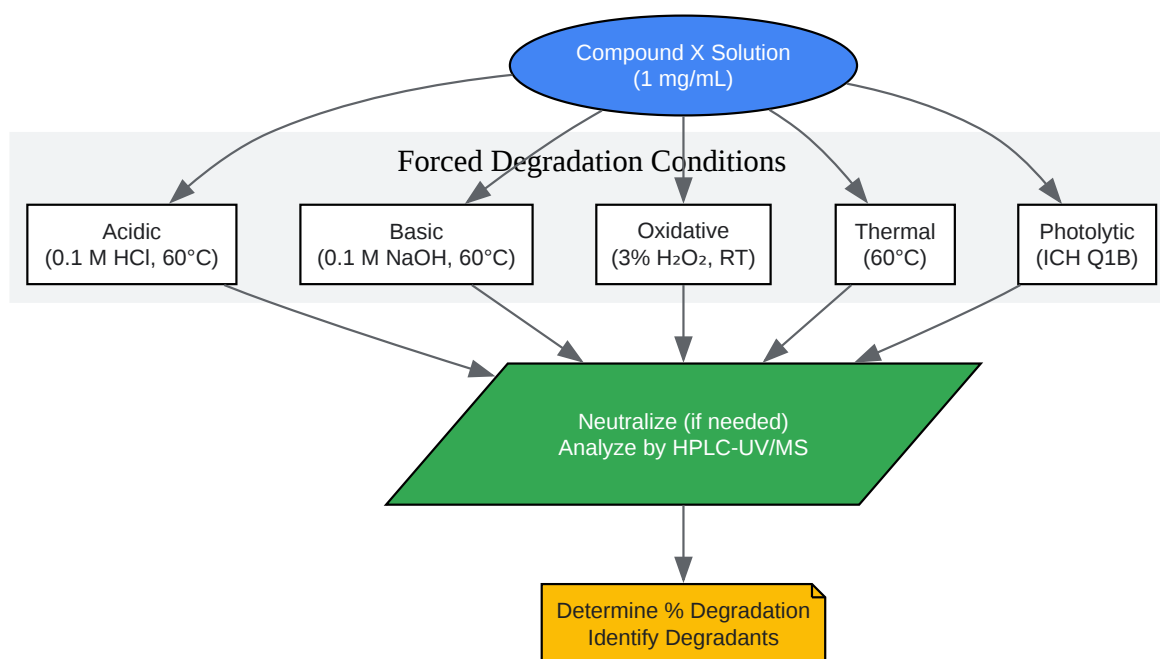 Compound X Solution
(1 mg/mL)
Forced Degradation Conditions
Acidic
(0.1 M HCl, 60°C)
Basic
(0.1 M NaOH, 60°C)
Oxidative
(3% H₂O₂, RT)
Thermal
(60°C)
Photolytic
(ICH Q1B)
Neutralize (if needed)
Analyze by HPLC-UV/MS
Determine % Degradation
Identify Degradants